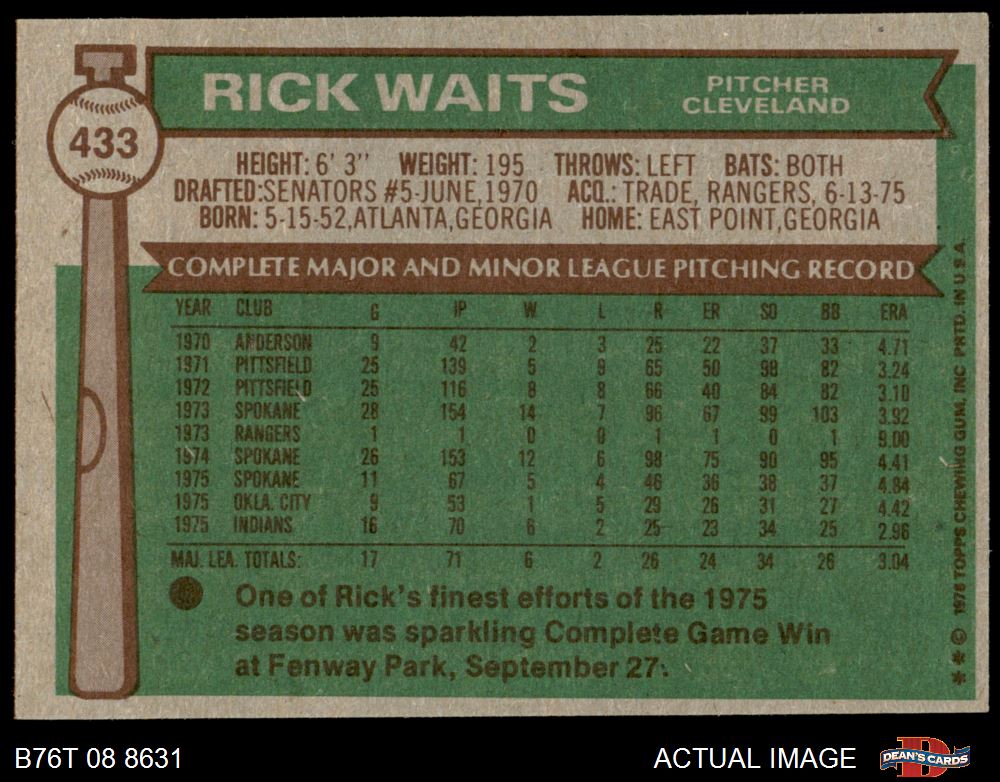 433
RICK WAITS
PITCHER
CLEVELAND
HEIGHT: 6' 3" WEIGHT: 195 THROWS: LEFT BATS: BOTH
DRAFTED: SENATORS #5-JUNE, 1970 ACQ.: TRADE, RANGERS, 6-13-75
BORN: 5-15-52, ATLANTA, GEORGIA HOME: EAST POINT, GEORGIA
COMPLETE MAJOR AND MINOR LEAGUE PITCHING RECORD
YEAR CLUB G IP W L R ER SO BB ERA
1970 ANDERSON 9 42 2 3 25 22 37 33 4.71
1971 PITTSFIELD 25 139 5 9 65 50 98 82 3.24
1972 PITTSFIELD 25 116 8 8 66 40 84 82 3.10
1973 SPOKANE 28 154 14 7 96 67 99 103 3.92
1973 RANGERS 1 1 0 0 1 1 0 1 9.00
1974 SPOKANE 26 153 12 6 98 75 90 95 4.41
1975 SPOKANE 11 67 5 4 46 36 38 37 4.84
1975 OKLA. CITY 9 53 1 5 29 26 31 27 4.42
1975 INDIANS 16 70 6 2 25 23 34 25 2.96
MAJ. LEA. TOTALS: 17 71 6 2 26 24 34 26 3.04
One of Rick's finest efforts of the 1975
season was sparkling Complete Game Win
at Fenway Park, September 27.
** © 1976 TOPPS CHEWING GUM, INC PRTD. IN U.S.A.
B76T 08 8631
ACTUAL IMAGE
D
DEAN'S CARDS